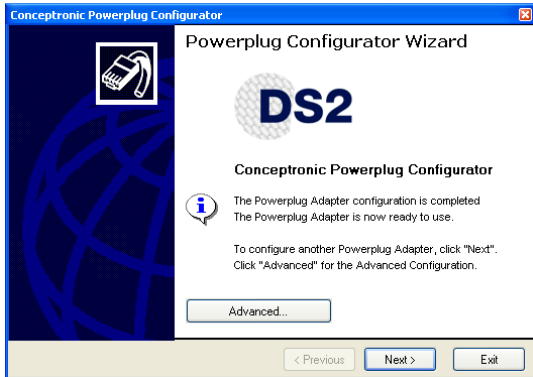 Conceptronic Powerplug Configurator
Powerplug Configurator Wizard
DS2
Conceptronic Powerplug Configurator
The Powerplug Adapter configuration is completed
The Powerplug Adapter is now ready to use.
To configure another Powerplug Adapter, click "Next".
Click "Advanced" for the Advanced Configuration.
Advanced...
< Previous Next > Exit